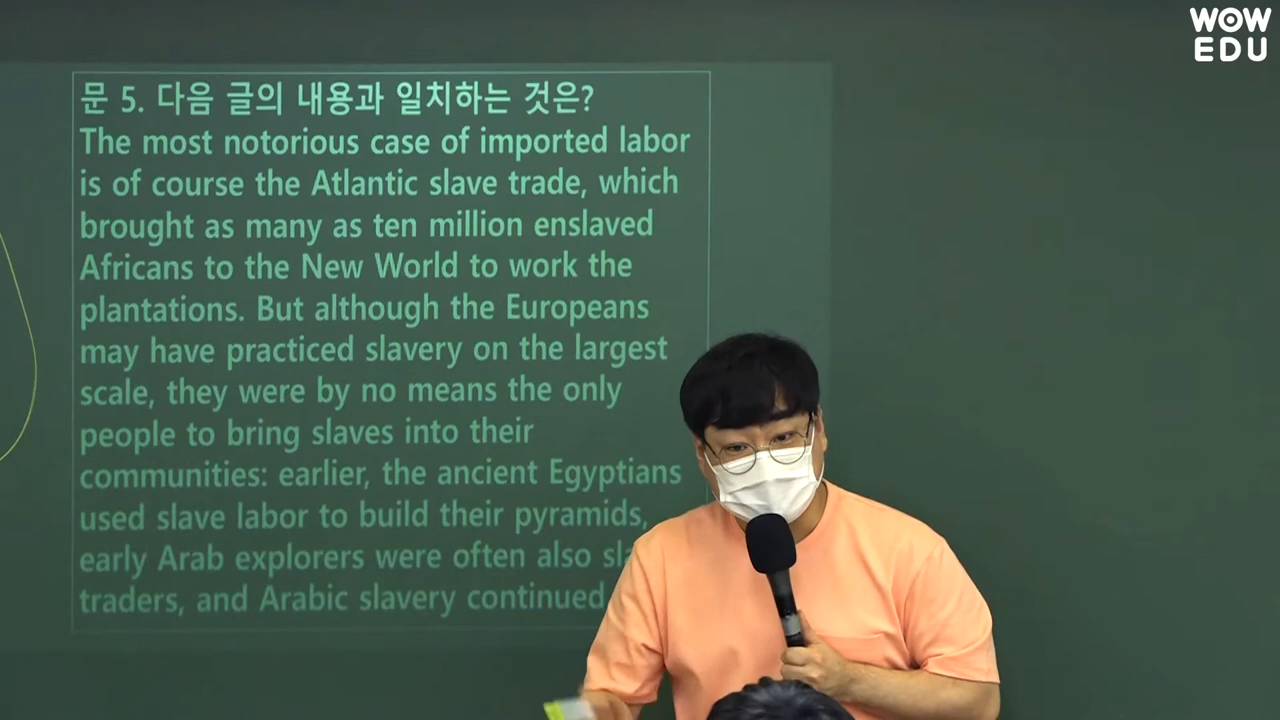 WOW
EDU
문 5. 다음 글의 내용과 일치하는 것은?
The most notorious case of imported labor
is of course the Atlantic slave trade, which
brought as many as ten million enslaved
Africans to the New World to work the
plantations. But although the Europeans
may have practiced slavery on the largest
scale, they were by no means the only
people to bring slaves into their
communities: earlier, the ancient Egyptians
used slave labor to build their pyramids,
early Arab explorers were often also
traders, and Arabic slavery continued